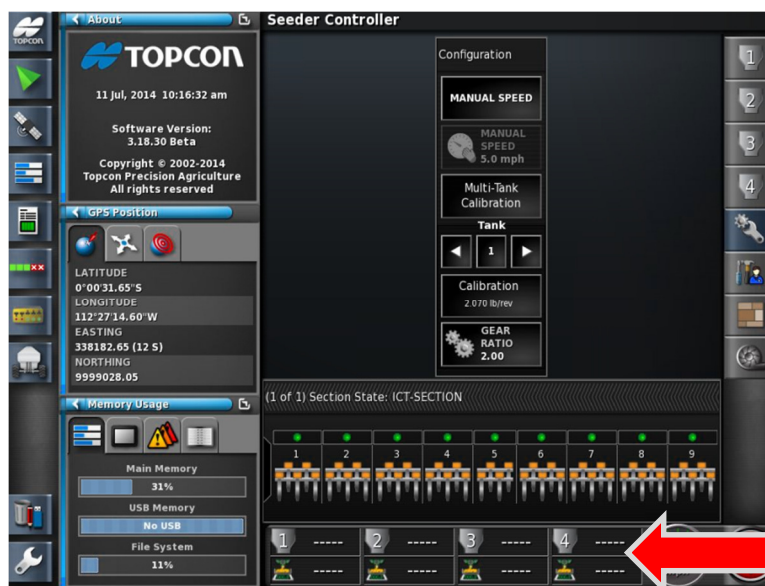 TOPCON
About
TOPCON
11 Jul, 2014 10:16:32 am
Software Version:
3.18.30 Beta
Copyright © 2002-2014
Topcon Precision Agriculture
All rights reserved
GPS Position
LATITUDE
0°00'31.65"S
LONGITUDE
112°27'14.60"W
EASTING
338182.65 (12 S)
NORTHING
9999028.05
Memory Usage
Main Memory
31%
USB Memory
No USB
File System
11%
Seeder Controller
Configuration
MANUAL SPEED
MANUAL
SPEED
5.0 mph
Multi-Tank
Calibration
Tank
1
Calibration
2.070 lb/rev
GEAR
RATIO
2.00
1
2
3
4
(1 of 1) Section State: ICT-SECTION
1 2 3 4 5 6 7 8 9
1 ----- 2 ----- 3 ----- 4 -----
----- ----- ----- -----